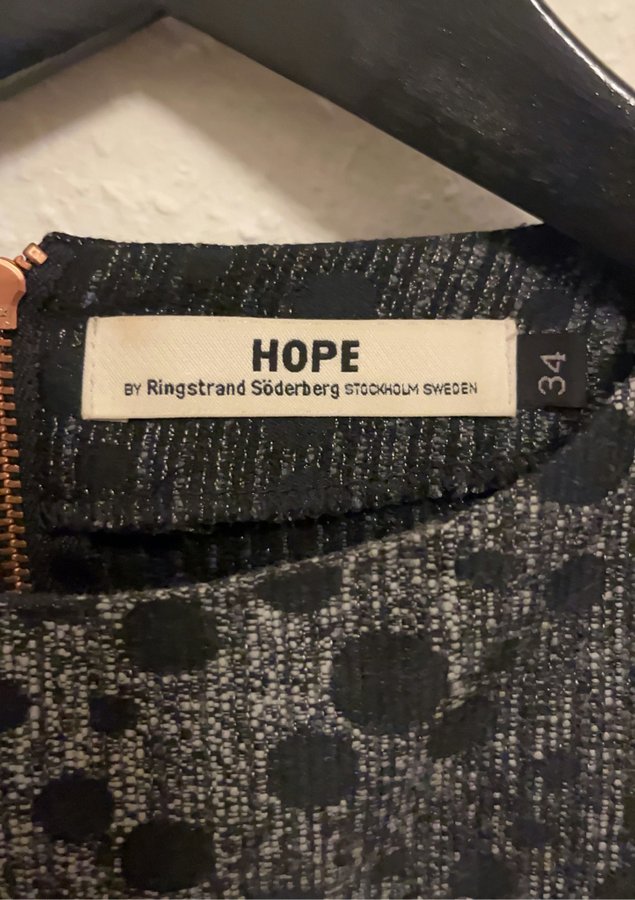 HOPE
BY Ringstrand Söderberg STOCKHOLM SWEDEN
34